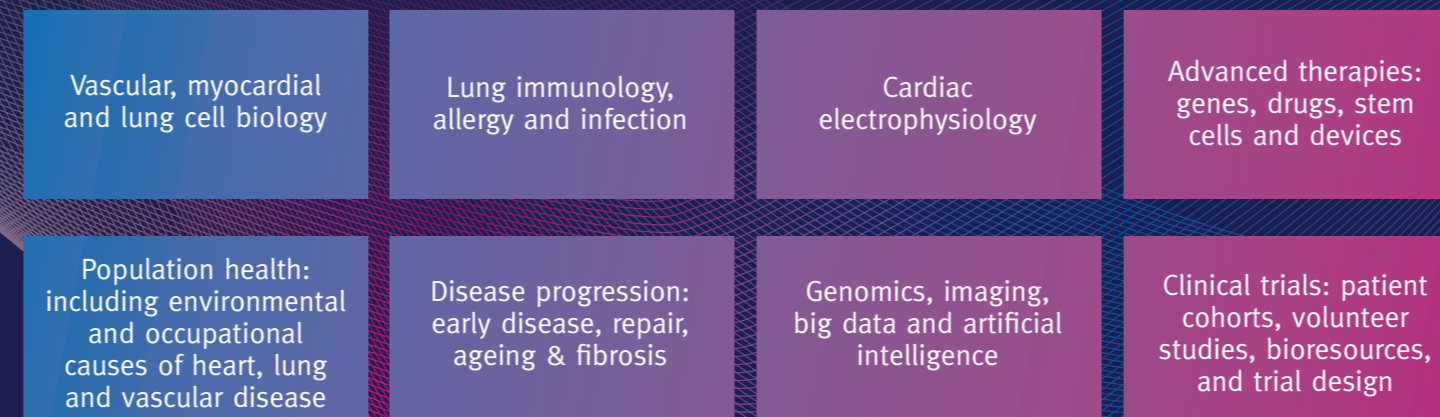 Vascular, myocardial
and lung cell biology
Lung immunology,
allergy and infection
Cardiac
electrophysiology
Advanced therapies:
genes, drugs, stem
cells and devices
Population health:
including environmental
and occupational
causes of heart, lung
and vascular disease
Disease progression:
early disease, repair,
ageing & fibrosis
Genomics, imaging,
big data and artificial
intelligence
Clinical trials: patient
cohorts, volunteer
studies, bioresources,
and trial design